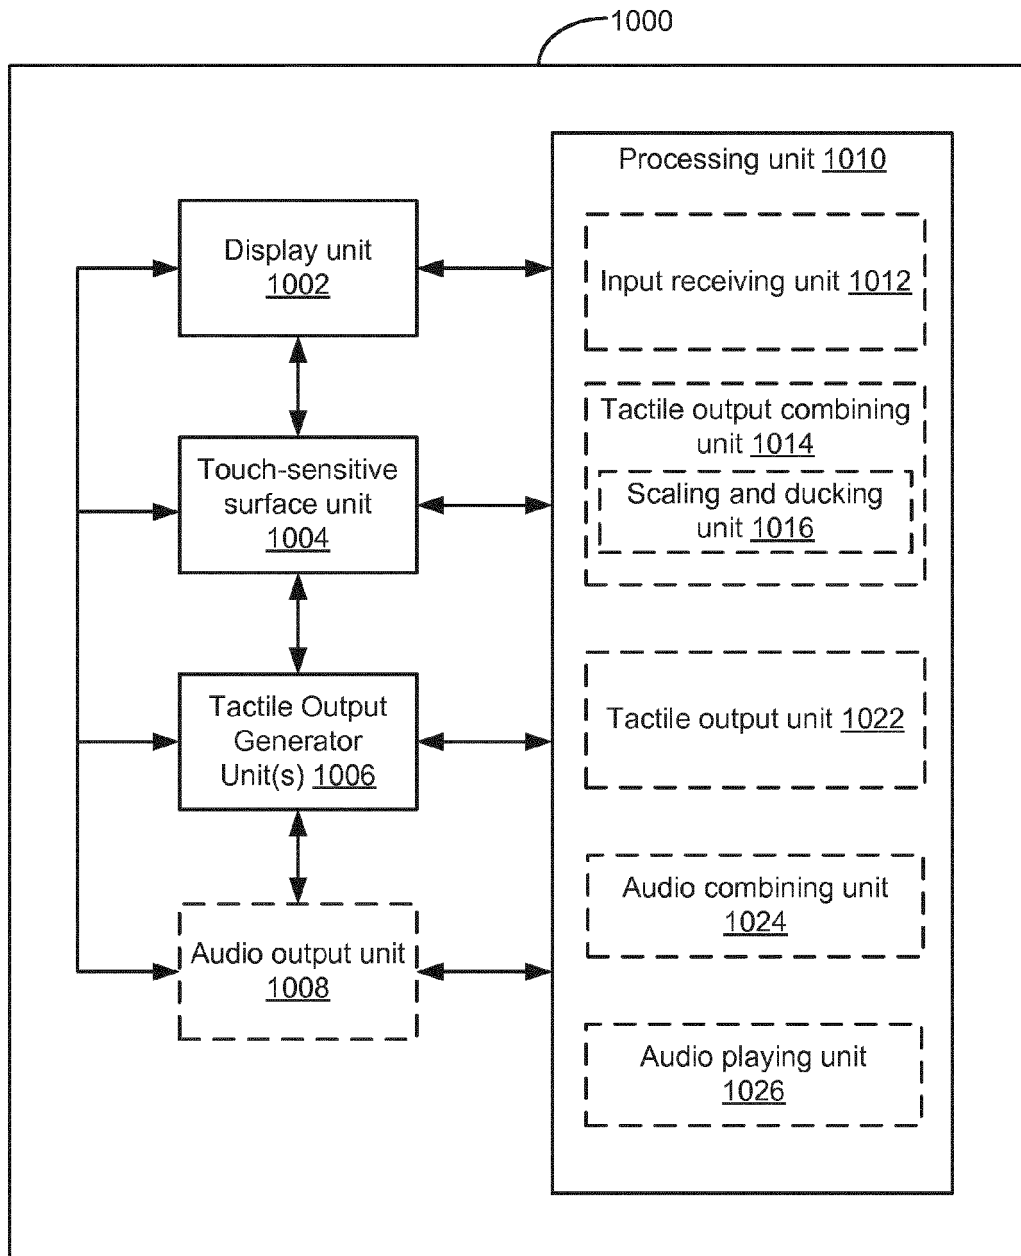 1000
Processing unit 1010
Display unit
1002
Input receiving unit 1012
Tactile output combining
unit 1014
Touch-sensitive
surface unit
1004
Scaling and ducking
unit 1016
Tactile Output
Generator
Unit(s) 1006
Tactile output unit 1022
Audio combining unit
1024
Audio output unit
1008
Audio playing unit
1026